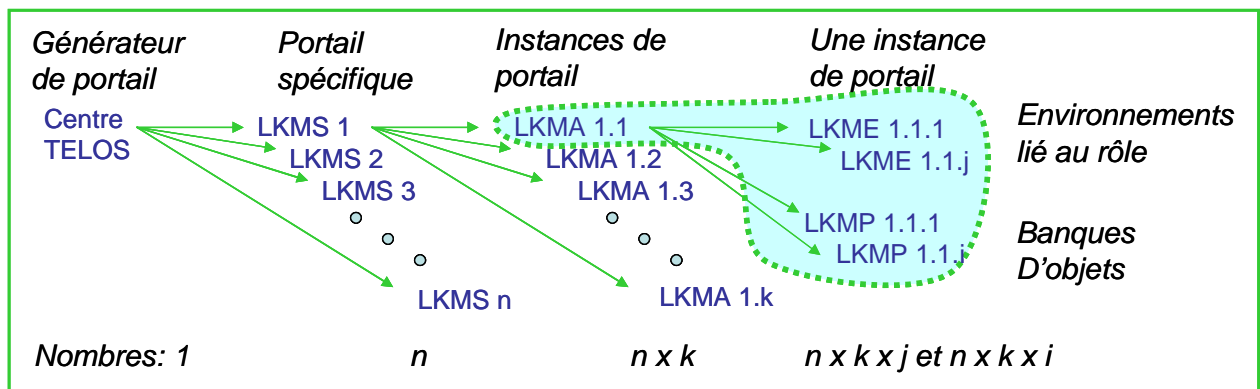 Générateur de portail
Portail spécifique
Instances de portail
Une instance de portail
Centre TELOS
LKMS 1
LKMS 2
LKMS 3
LKMS n
LKMA 1.1
LKMA 1.2
LKMA 1.3
LKMA 1.k
LKME 1.1.1
LKME 1.1.j
LKMP 1.1.1
LKMP 1.1.i
Environnements lié au rôle
Banques D'objets
Nombres: 1
n
n x k
n x k x j et n x k x i